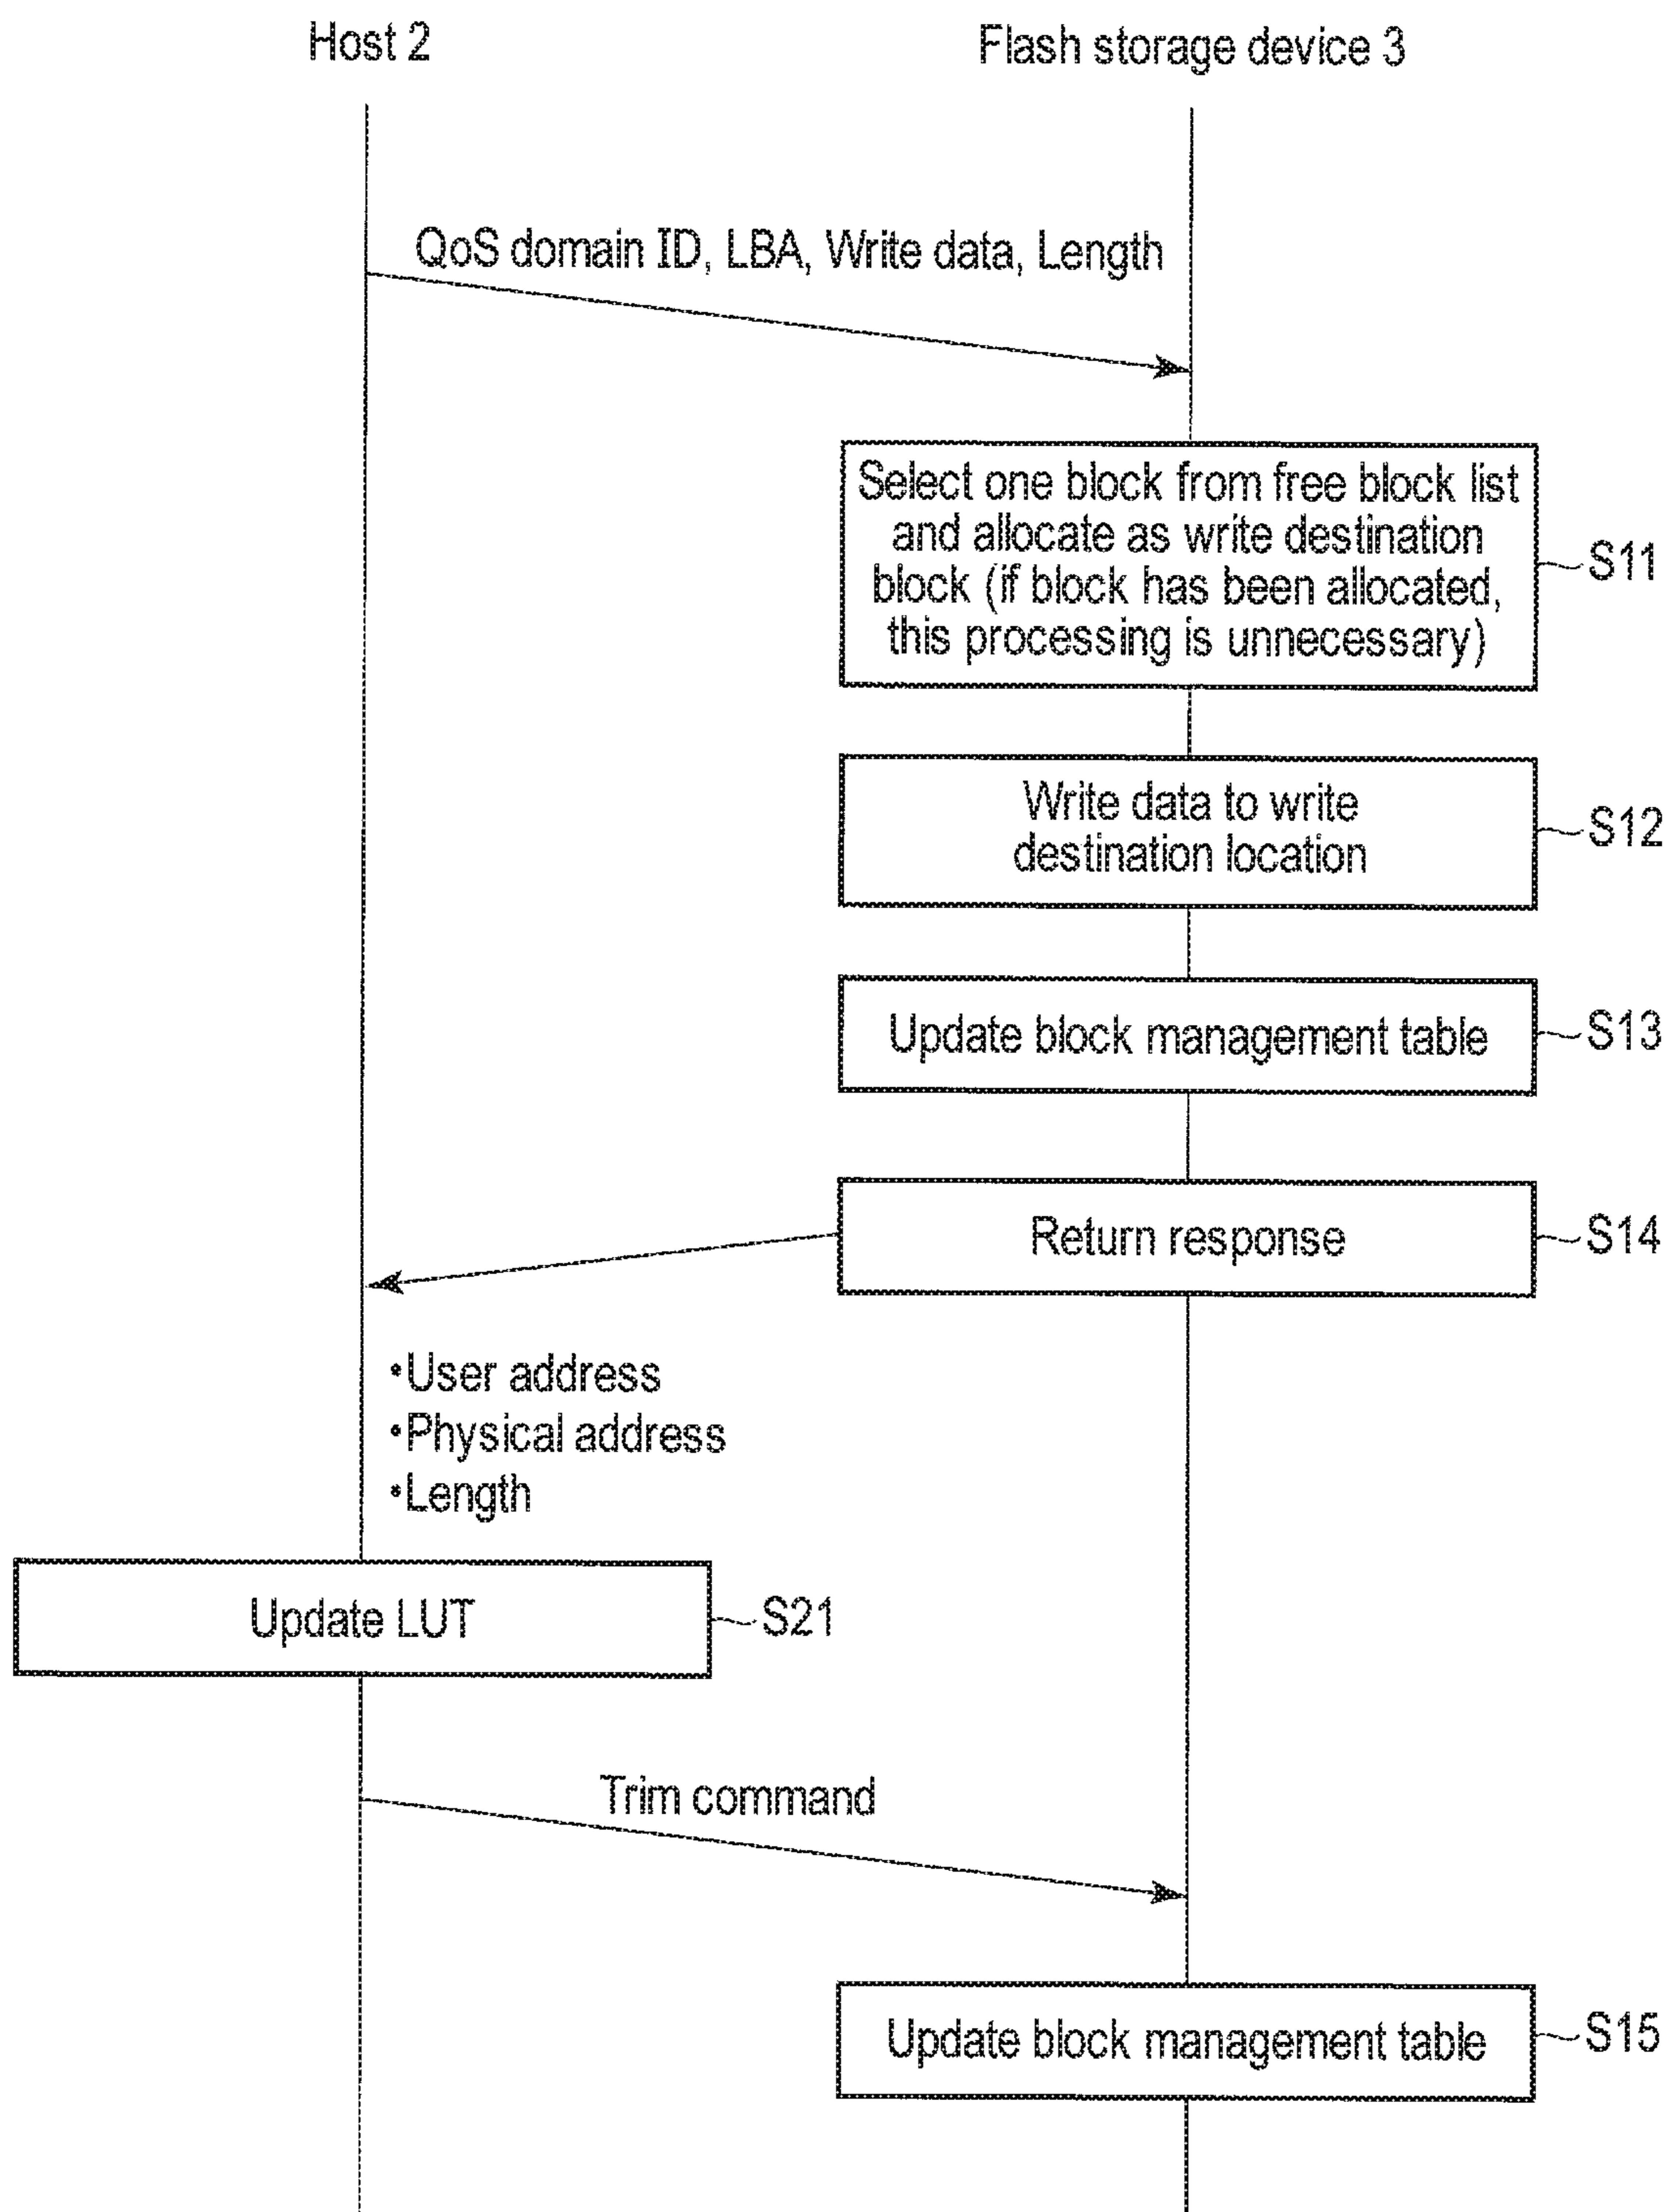 Host 2
Flash storage device 3
QoS domain ID, LBA, Write data, Length
Select one block from free block list
and allocate as write destination
block (if block has been allocated,
this processing is unnecessary)
S11
Write data to write
destination location
S12
Update block management table
S13
Return response
S14
•User address
•Physical address
•Length
Update LUT
S21
Trim command
Update block management table
S15